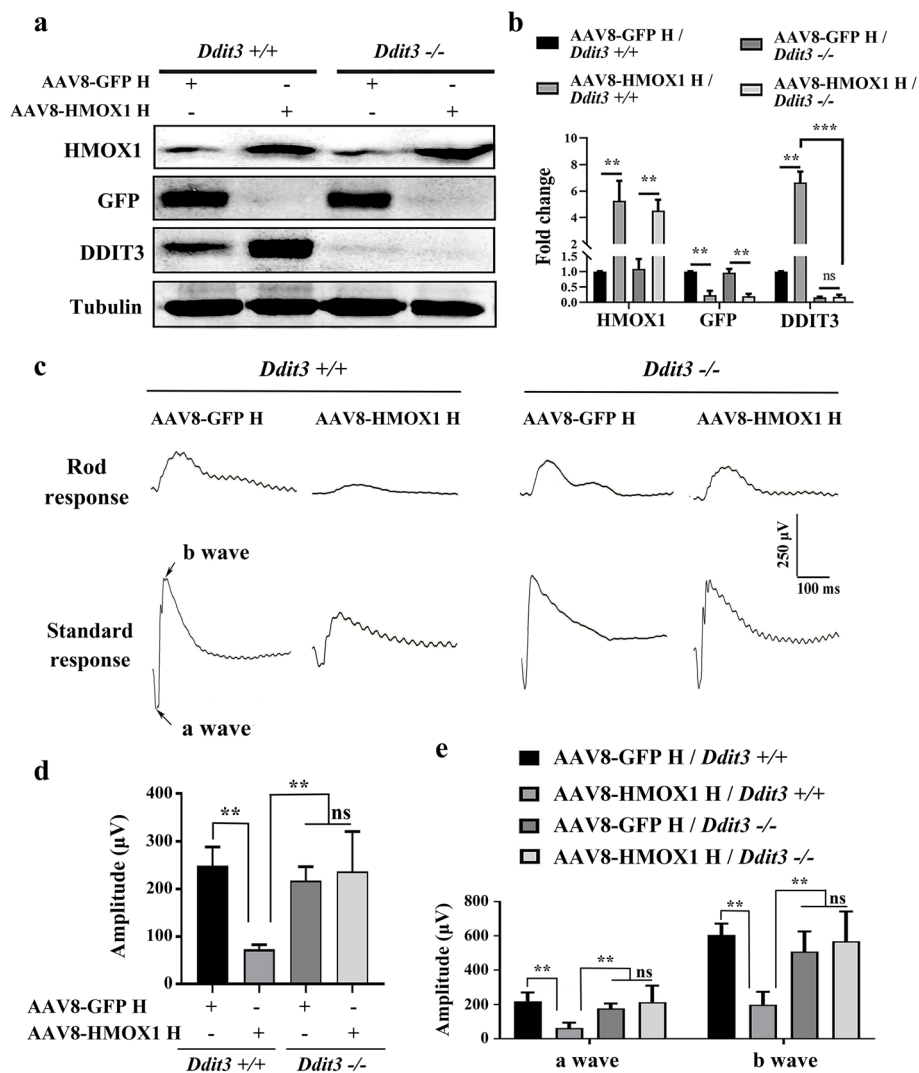 a
Ddit3 +/+ Ddit3 -/-
AAV8-GFP H + - + -
AAV8-HMOX1 H - + - +
HMOX1
GFP
DDIT3
Tubulin
b
AAV8-GFP H /
Ddit3 +/+
AAV8-GFP H /
Ddit3 -/-
AAV8-HMOX1 H /
Ddit3 +/+
AAV8-HMOX1 H /
Ddit3 -/-
Fold change
10
8
6
4
2
1.5
1.0
0.5
0.0
** ** ** ** ** *** ns
HMOX1 GFP DDIT3
c
Ddit3 +/+ Ddit3 -/-
AAV8-GFP H AAV8-HMOX1 H AAV8-GFP H AAV8-HMOX1 H
Rod
response
250 μV
100 ms
b wave
Standard
response
a wave
d
Amplitude (μV)
400
300
200
100
0
** ** ns
AAV8-GFP H + - + -
AAV8-HMOX1 H - + - +
Ddit3 +/+ Ddit3 -/-
e
AAV8-GFP H / Ddit3 +/+
AAV8-HMOX1 H / Ddit3 +/+
AAV8-GFP H / Ddit3 -/-
AAV8-HMOX1 H / Ddit3 -/-
Amplitude (μV)
800
600
400
200
0
** ** ns ** ** ns
a wave b wave